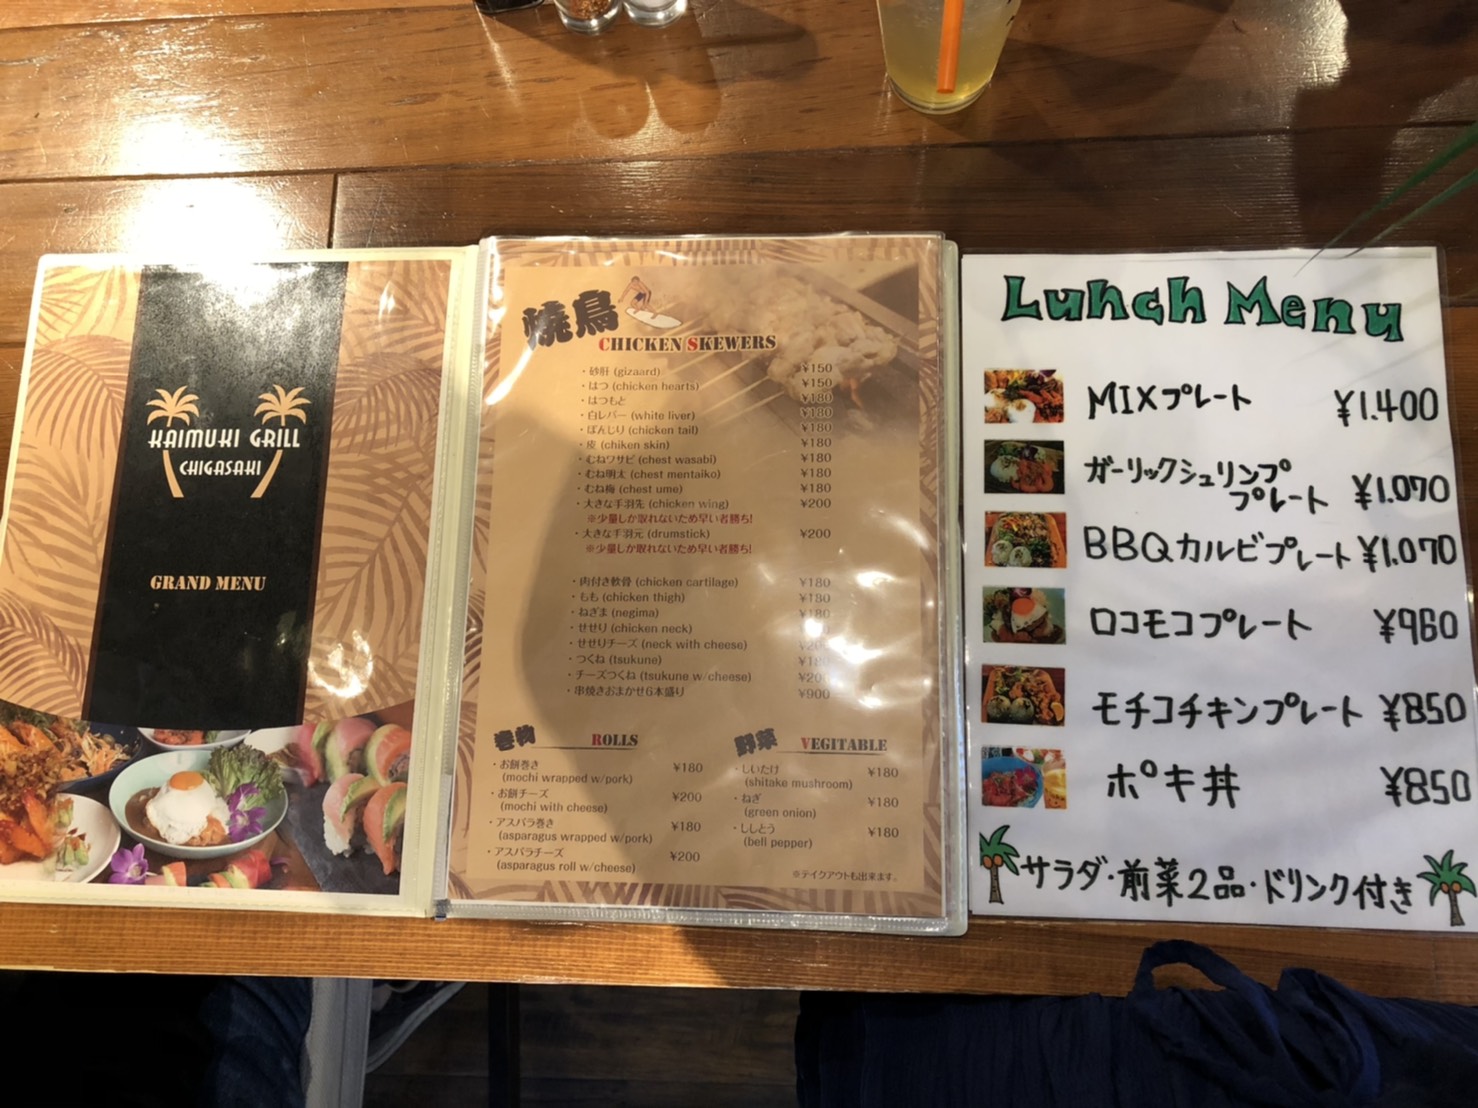 KAIMUKI GRILL
CHIGASAKI
GRAND MENU
焼鳥
CHICKEN SKEWERS
・砂肝 (gizaard) ¥150
・はつ (chicken hearts) ¥150
・はつもと ¥180
・白レバー (white liver) ¥180
・ぼんじり (chicken tail) ¥180
・皮 (chiken skin) ¥180
・むねワサビ (chest wasabi) ¥180
・むね明太 (chest mentaiko) ¥180
・むね梅 (chest ume) ¥180
・大きな手羽先 (chicken wing) ¥200
※少量しか取れないため早い者勝ち!
・大きな手羽元 (drumstick) ¥200
※少量しか取れないため早い者勝ち!
・肉付き軟骨 (chicken cartilage) ¥180
・もも (chicken thigh) ¥180
・ねぎま (negima) ¥180
・せせり (chicken neck) ¥180
・せせりチーズ (neck with cheese)
・つくね (tsukune) ¥180
・チーズつくね (tsukune w/cheese)
・串焼きおまかせ6本盛り ¥900
巻物 ROLLS
・お餅巻き ¥180
(mochi wrapped w/pork)
・お餅チーズ ¥200
(mochi with cheese)
・アスパラ巻き ¥180
(asparagus wrapped w/pork)
・アスパラチーズ ¥200
(asparagus roll w/cheese)
野菜 VEGITABLE
・しいたけ ¥180
(shitake mushroom)
・ねぎ ¥180
(green onion)
・ししとう ¥180
(bell pepper)
※テイクアウトも出来ます。
Lunch Menu
MIXプレート ¥1.400
ガーリックシュリンプ
プレート ¥1.070
BBQカルビプレート ¥1.070
ロコモコプレート ¥960
モチコチキンプレート ¥850
ポキ丼 ¥850
サラダ・前菜2品・ドリンク付き